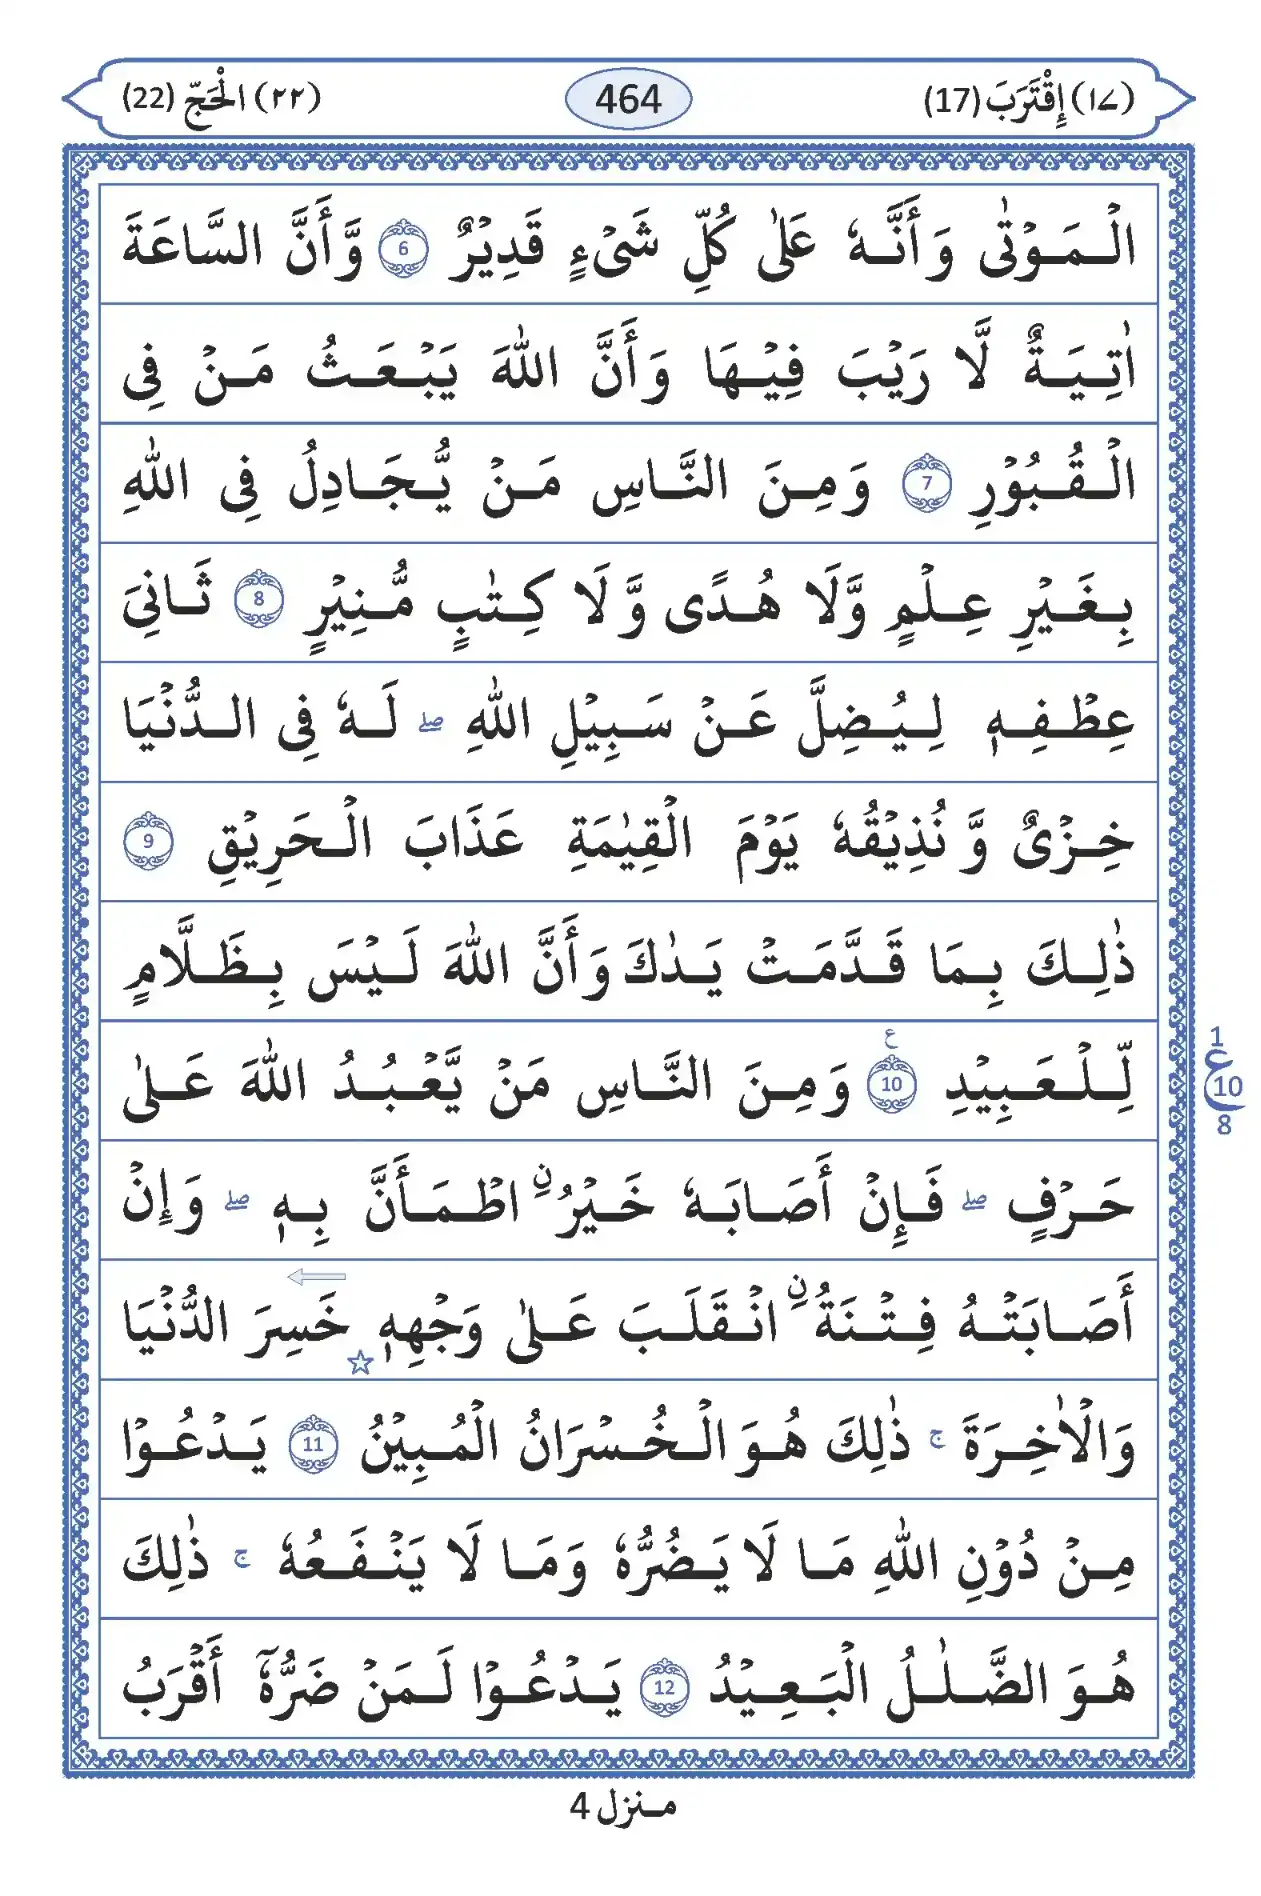 (١٧) اِقْتَرَبَ (17) 464 (٢٢) الْحَجّ (22)
الْمَوْتٰى وَأَنَّهٗ عَلٰى كُلِّ شَىْءٍ قَدِيْرٌ 6 وَّأَنَّ السَّاعَةَ
اٰتِيَةٌ لَّا رَيْبَ فِيْهَا وَأَنَّ اللّٰهَ يَبْعَثُ مَنْ فِى
الْقُبُوْرِ 7 وَمِنَ النَّاسِ مَنْ يُّجَادِلُ فِى اللّٰهِ
بِغَيْرِ عِلْمٍ وَّلَا هُدًى وَّلَا كِتٰبٍ مُّنِيْرٍ 8 ثَانِىَ
عِطْفِهٖ لِيُضِلَّ عَنْ سَبِيْلِ اللّٰهِ ۖ لَهٗ فِى الدُّنْيَا
خِزْىٌ وَّنُذِيْقُهٗ يَوْمَ الْقِيٰمَةِ عَذَابَ الْحَرِيْقِ 9
ذٰلِكَ بِمَا قَدَّمَتْ يَدٰكَ وَأَنَّ اللّٰهَ لَيْسَ بِظَلَّامٍ
لِّلْعَبِيْدِ 10 ع وَمِنَ النَّاسِ مَنْ يَّعْبُدُ اللّٰهَ عَلٰى
1 ع 10 8
حَرْفٍ ۖ فَإِنْ أَصَابَهٗ خَيْرُ ۨ اطْمَأَنَّ بِهٖ ۖ وَإِنْ
أَصَابَتْهُ فِتْنَةُ ۨ انْقَلَبَ عَلٰى وَجْهِهٖ ☆ خَسِرَ الدُّنْيَا
وَالْاٰخِرَةَ ۚ ذٰلِكَ هُوَ الْخُسْرَانُ الْمُبِيْنُ 11 يَدْعُوْا
مِنْ دُوْنِ اللّٰهِ مَا لَا يَضُرُّهٗ وَمَا لَا يَنْفَعُهٗ ۚ ذٰلِكَ
هُوَ الضَّلٰلُ الْبَعِيْدُ 12 يَدْعُوْا لَمَنْ ضَرُّهٗٓ أَقْرَبُ
منزل 4